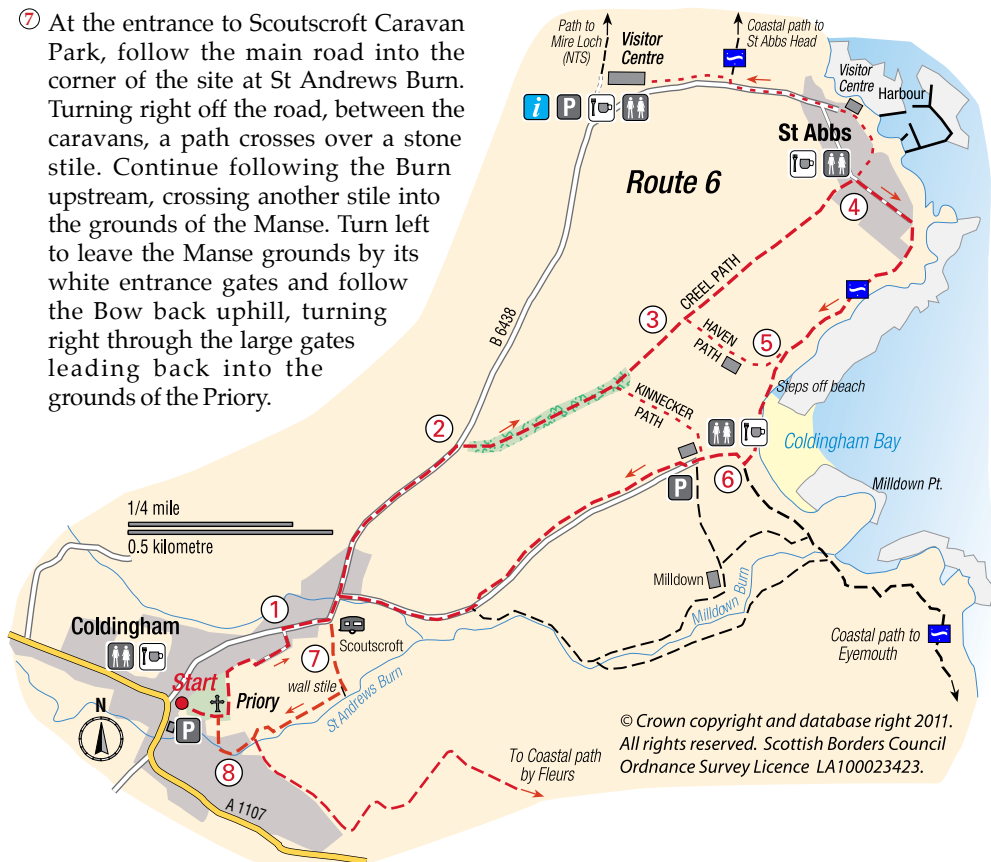 ⑦ At the entrance to Scoutscroft Caravan
Park, follow the main road into the
corner of the site at St Andrews Burn.
Turning right off the road, between the
caravans, a path crosses over a stone
stile. Continue following the Burn
upstream, crossing another stile into
the grounds of the Manse. Turn left
to leave the Manse grounds by its
white entrance gates and follow
the Bow back uphill, turning
right through the large gates
leading back into the
grounds of the Priory.
Path to
Mire Loch
(NTS)
Visitor
Centre
Coastal path to
St Abbs Head
Visitor
Centre
Harbour
i
P
St Abbs
Route 6
4
CREEL PATH
3
HAVEN
PATH
5
B 6438
Steps off beach
KINNECKER
PATH
2
Coldingham Bay
6
P
Milldown Pt.
1/4 mile
0.5 kilometre
Milldown
Milldown Burn
1
Coldingham
Scoutscroft
7
Coastal path to
Eyemouth
Start
wall stile
Priory
St Andrews Burn
N
P
8
A 1107
To Coastal path
by Fleurs
© Crown copyright and database right 2011.
All rights reserved. Scottish Borders Council
Ordnance Survey Licence LA100023423.